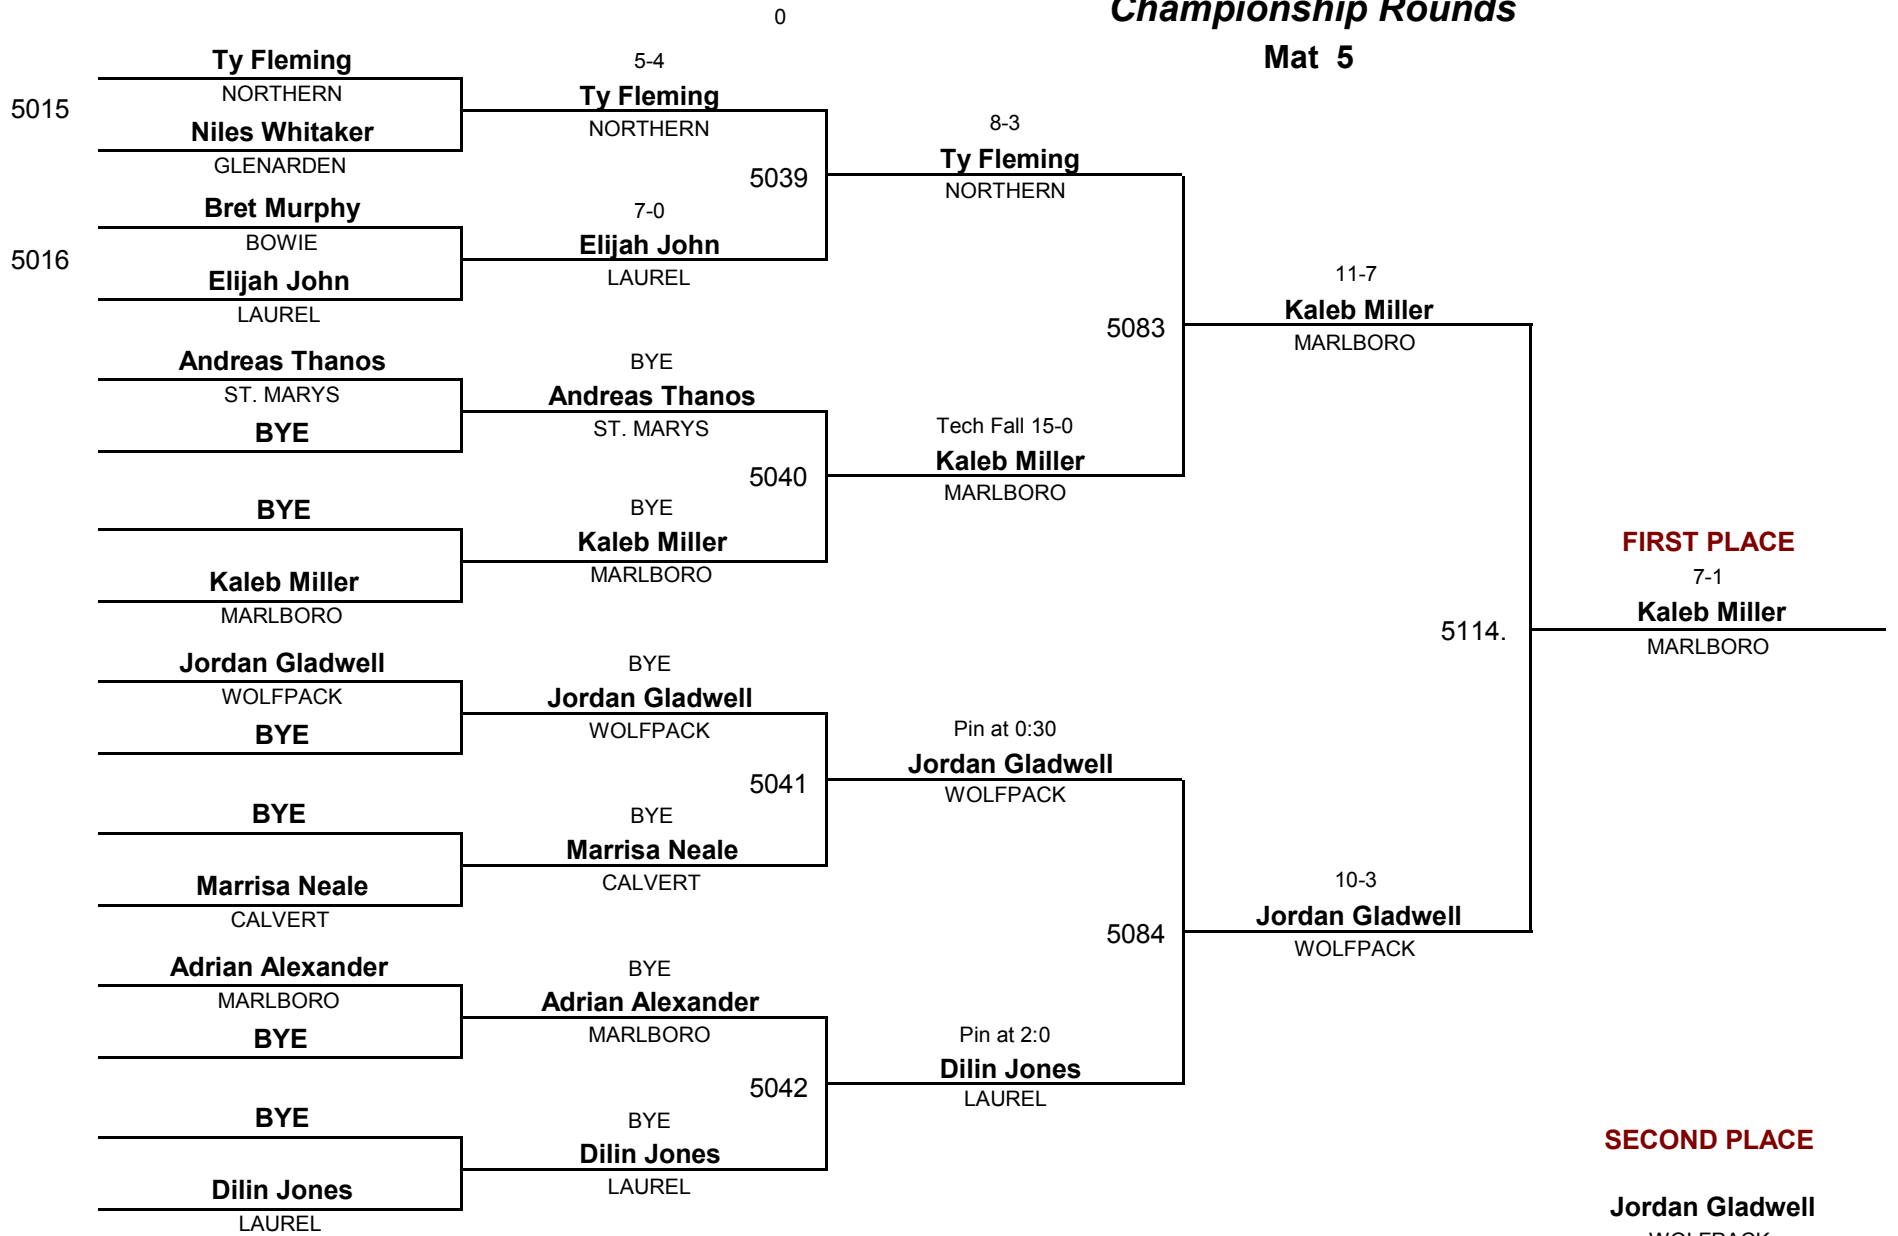 0
Championship Rounds
Mat 5
Ty Fleming
NORTHERN
5015
Niles Whitaker
GLENARDEN
Bret Murphy
BOWIE
5016
Elijah John
LAUREL
Andreas Thanos
ST. MARYS
BYE
BYE
Kaleb Miller
MARLBORO
Jordan Gladwell
WOLFPACK
BYE
BYE
Marrisa Neale
CALVERT
Adrian Alexander
MARLBORO
BYE
BYE
Dilin Jones
LAUREL
5-4
Ty Fleming
NORTHERN
5039
7-0
Elijah John
LAUREL
BYE
Andreas Thanos
ST. MARYS
5040
BYE
Kaleb Miller
MARLBORO
BYE
Jordan Gladwell
WOLFPACK
5041
BYE
Marrisa Neale
CALVERT
BYE
Adrian Alexander
MARLBORO
5042
BYE
Dilin Jones
LAUREL
8-3
Ty Fleming
NORTHERN
5083
Tech Fall 15-0
Kaleb Miller
MARLBORO
Pin at 0:30
Jordan Gladwell
WOLFPACK
5084
Pin at 2:0
Dilin Jones
LAUREL
11-7
Kaleb Miller
MARLBORO
5114.
10-3
Jordan Gladwell
WOLFPACK
FIRST PLACE
7-1
Kaleb Miller
MARLBORO
SECOND PLACE
Jordan Gladwell
WOLFPACK